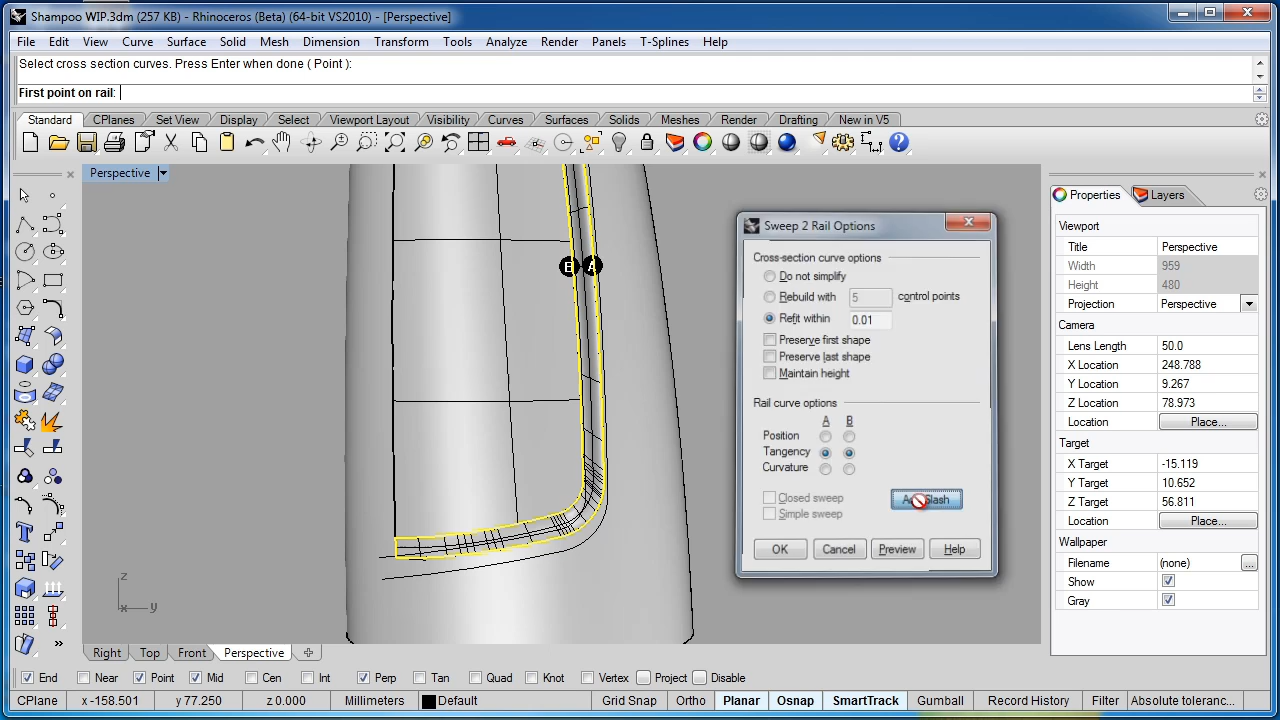 Shampoo WIP.3dm (257 KB) - Rhinoceros (Beta) (64-bit VS2010) - [Perspective]
File Edit View Curve Surface Solid Mesh Dimension Transform Tools Analyze Render Panels T-Splines Help
Select cross section curves. Press Enter when done ( Point ):
First point on rail:
Standard CPlanes Set View Display Select Viewport Layout Visibility Curves Surfaces Solids Meshes Render Drafting New in V5
Perspective
B A
z
x y
Sweep 2 Rail Options
Cross-section curve options
Do not simplify
Rebuild with 5 control points
Refit within 0.01
Preserve first shape
Preserve last shape
Maintain height
Rail curve options
A B
Position
Tangency
Curvature
Closed sweep
Simple sweep
OK Cancel Preview Help
Properties Layers
Viewport
Title Perspective
Width 959
Height 480
Projection Perspective
Camera
Lens Length 50.0
X Location 248.788
Y Location 9.267
Z Location 78.973
Location Place...
Target
X Target -15.119
Y Target 10.652
Z Target 56.811
Location Place...
Wallpaper
Filename (none) ...
Show
Gray
Right Top Front Perspective
End Near Point Mid Cen Int Perp Tan Quad Knot Vertex Project Disable
CPlane x -158.501 y 77.250 z 0.000 Millimeters Default Grid Snap Ortho Planar Osnap SmartTrack Gumball Record History Filter Absolute toleranc...